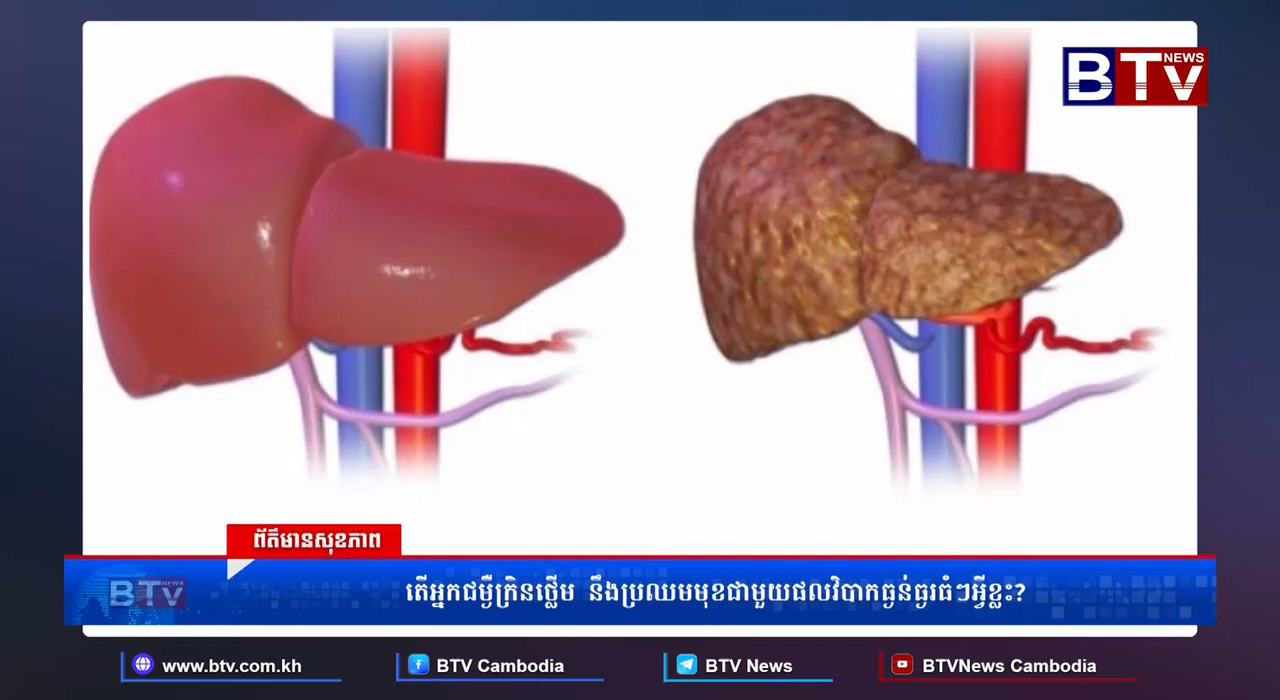 BTV NEWS
ព័ត៌មានសុខភាព
BTV NEWS
តើអ្នកជម្ងឺក្រិនថ្លើម នឹងប្រឈមមុខជាមួយផលវិបាកធ្ងន់ធ្ងរធំៗអ្វីខ្លះ?
www.btv.com.kh
BTV Cambodia
BTV News
BTVNews Cambodia